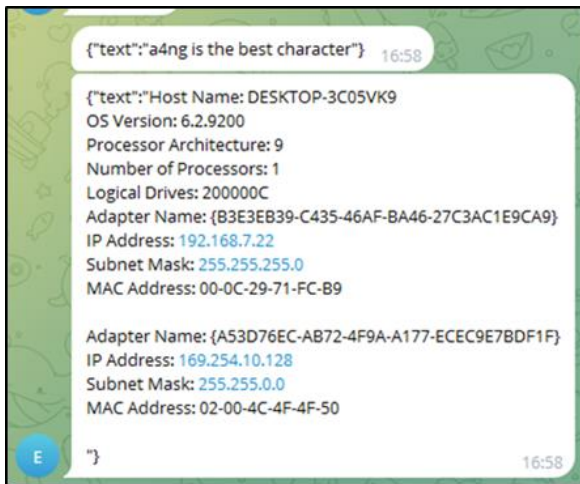 {"text":"a4ng is the best character"}
16:58
{"text":"Host Name: DESKTOP-3C05VK9
OS Version: 6.2.9200
Processor Architecture: 9
Number of Processors: 1
Logical Drives: 200000C
Adapter Name: {B3E3EB39-C435-46AF-BA46-27C3AC1E9CA9}
IP Address: 192.168.7.22
Subnet Mask: 255.255.255.0
MAC Address: 00-0C-29-71-FC-B9
Adapter Name: {A53D76EC-AB72-4F9A-A177-ECEC9E7BDF1F}
IP Address: 169.254.10.128
Subnet Mask: 255.255.0.0
MAC Address: 02-00-4C-4F-4F-50
"}
E
16:58